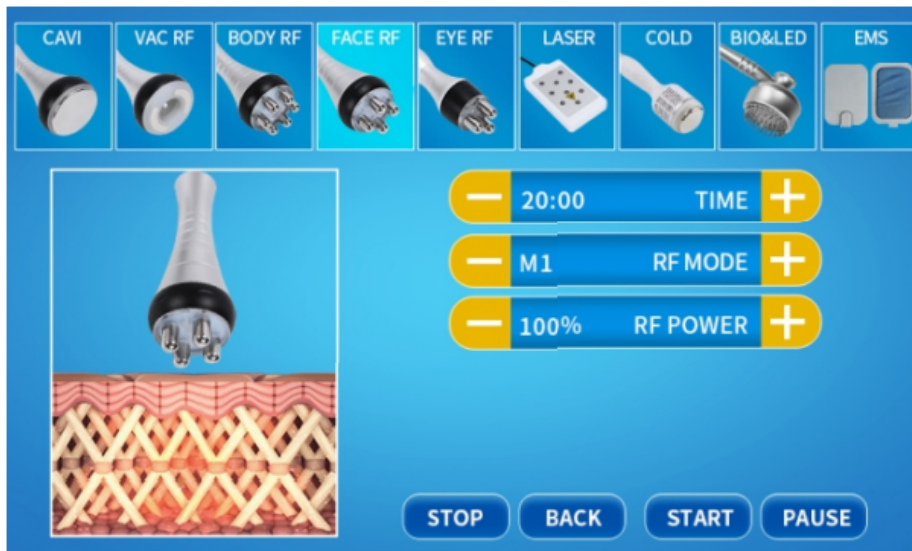 CAVI VAC RF BODY RF FACE RF EYE RF LASER COLD BIO&LED EMS
20:00 TIME
M1 RF MODE
100% RF POWER
STOP BACK START PAUSE